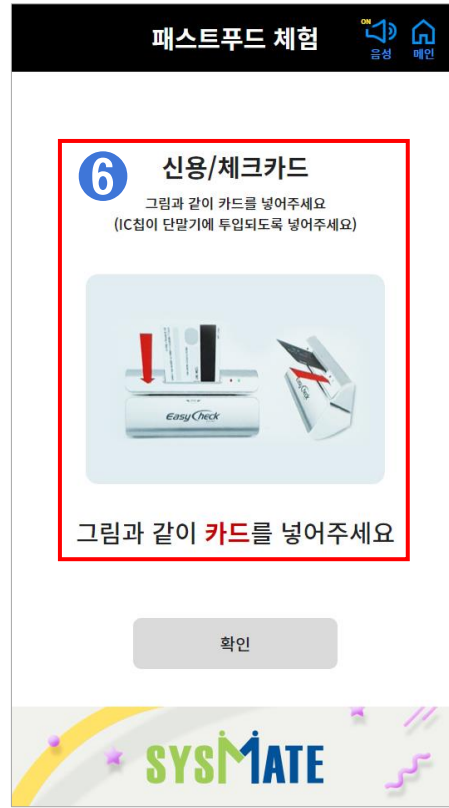 패스트푸드 체험
ON
음성
메인
6
신용/체크카드
그림과 같이 카드를 넣어주세요
(IC칩이 단말기에 투입되도록 넣어주세요)
EasyCheck
EasyCheck
그림과 같이 카드를 넣어주세요
확인
SYSMATE